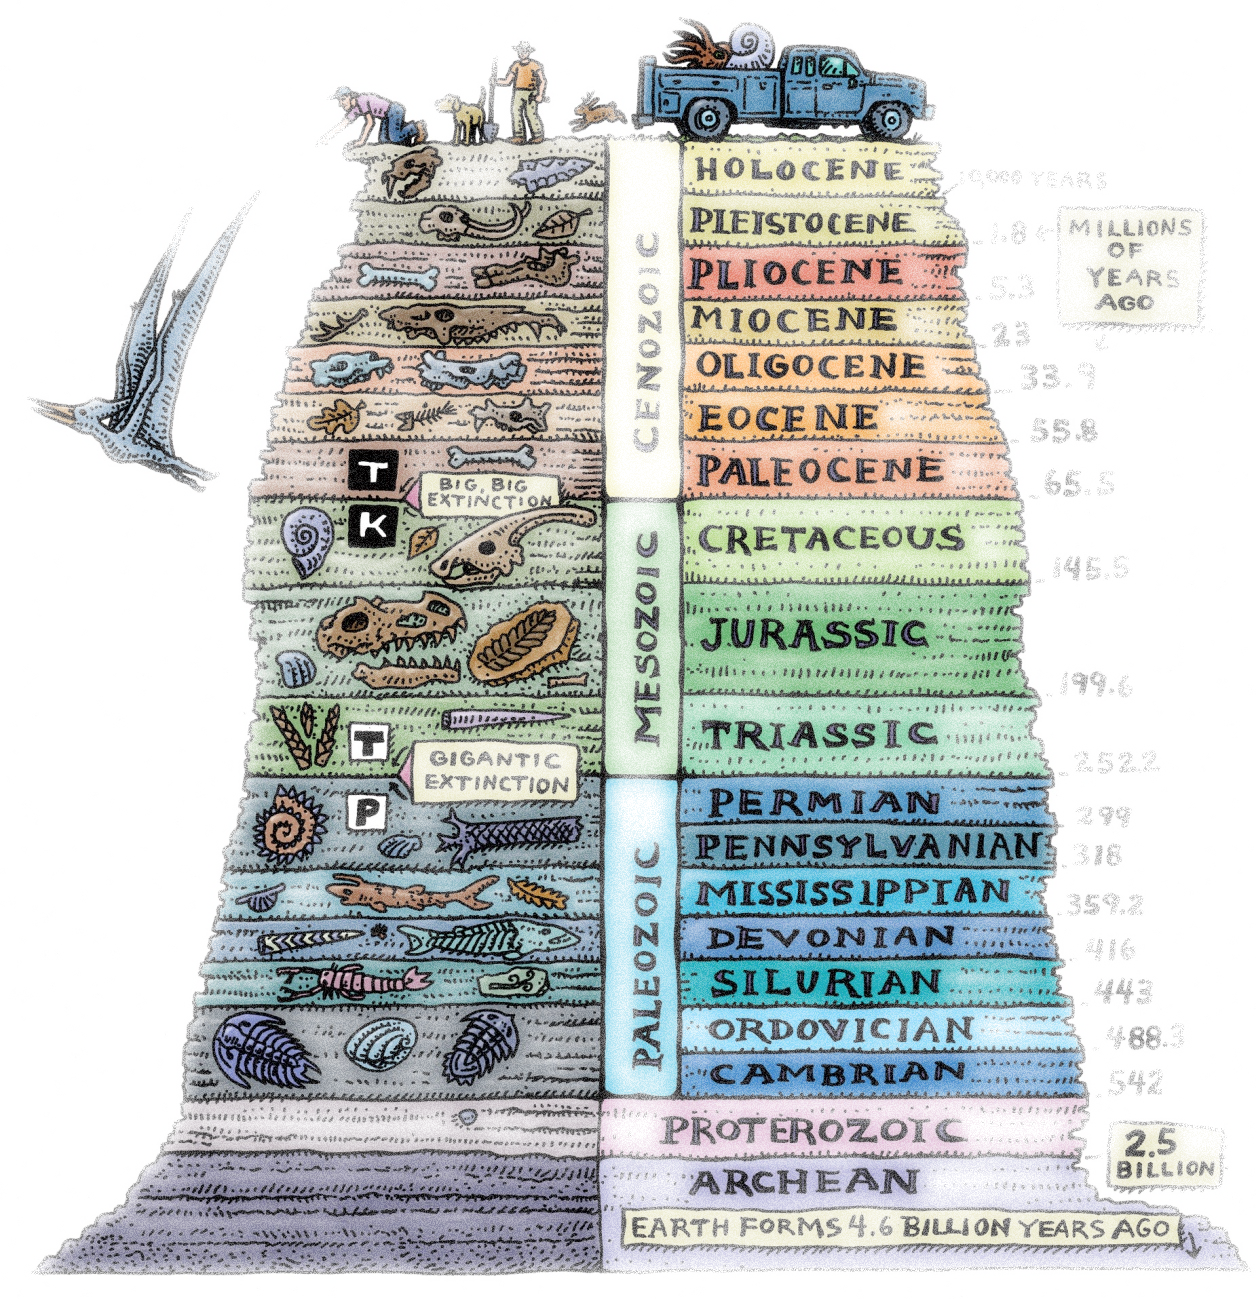 HOLOCENE
10,000 YEARS
PLEISTOCENE
1.8
MILLIONS
OF
YEARS
AGO
PLIOCENE
5.3
MIOCENE
23
OLIGOCENE
33.9
EOCENE
55.8
PALEOCENE
65.5
CENOZOIC
T
BIG, BIG
EXTINCTION
K
CRETACEOUS
145.5
JURASSIC
199.6
TRIASSIC
252.2
MESOZOIC
T
GIGANTIC
EXTINCTION
P
PERMIAN
299
PENNSYLVANIAN
318
MISSISSIPPIAN
359.2
DEVONIAN
416
SILURIAN
443
ORDOVICIAN
488.3
CAMBRIAN
542
PALEOZOIC
PROTEROZOIC
2.5
BILLION
ARCHEAN
EARTH FORMS 4.6 BILLION YEARS AGO